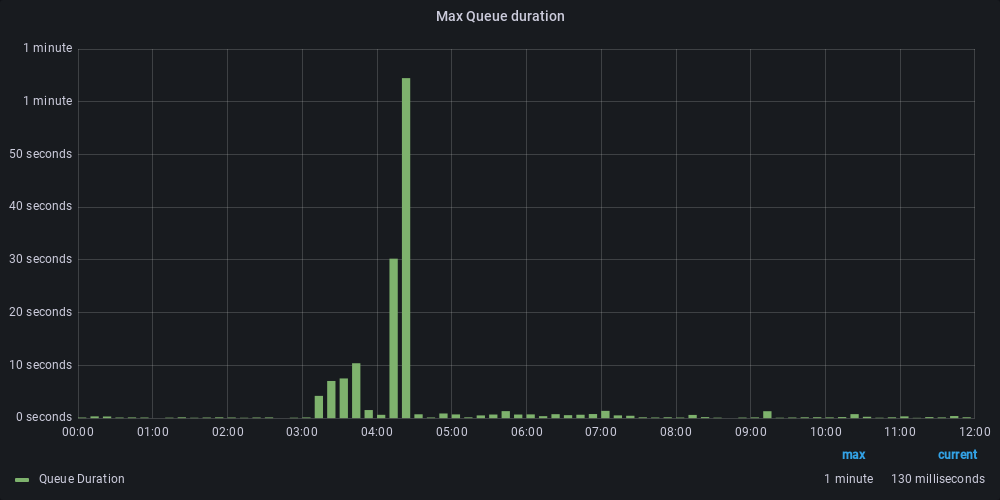 Max Queue duration
1 minute
1 minute
50 seconds
40 seconds
30 seconds
20 seconds
10 seconds
0 seconds
00:00 01:00 02:00 03:00 04:00 05:00 06:00 07:00 08:00 09:00 10:00 11:00 12:00
max current
Queue Duration 1 minute 130 milliseconds